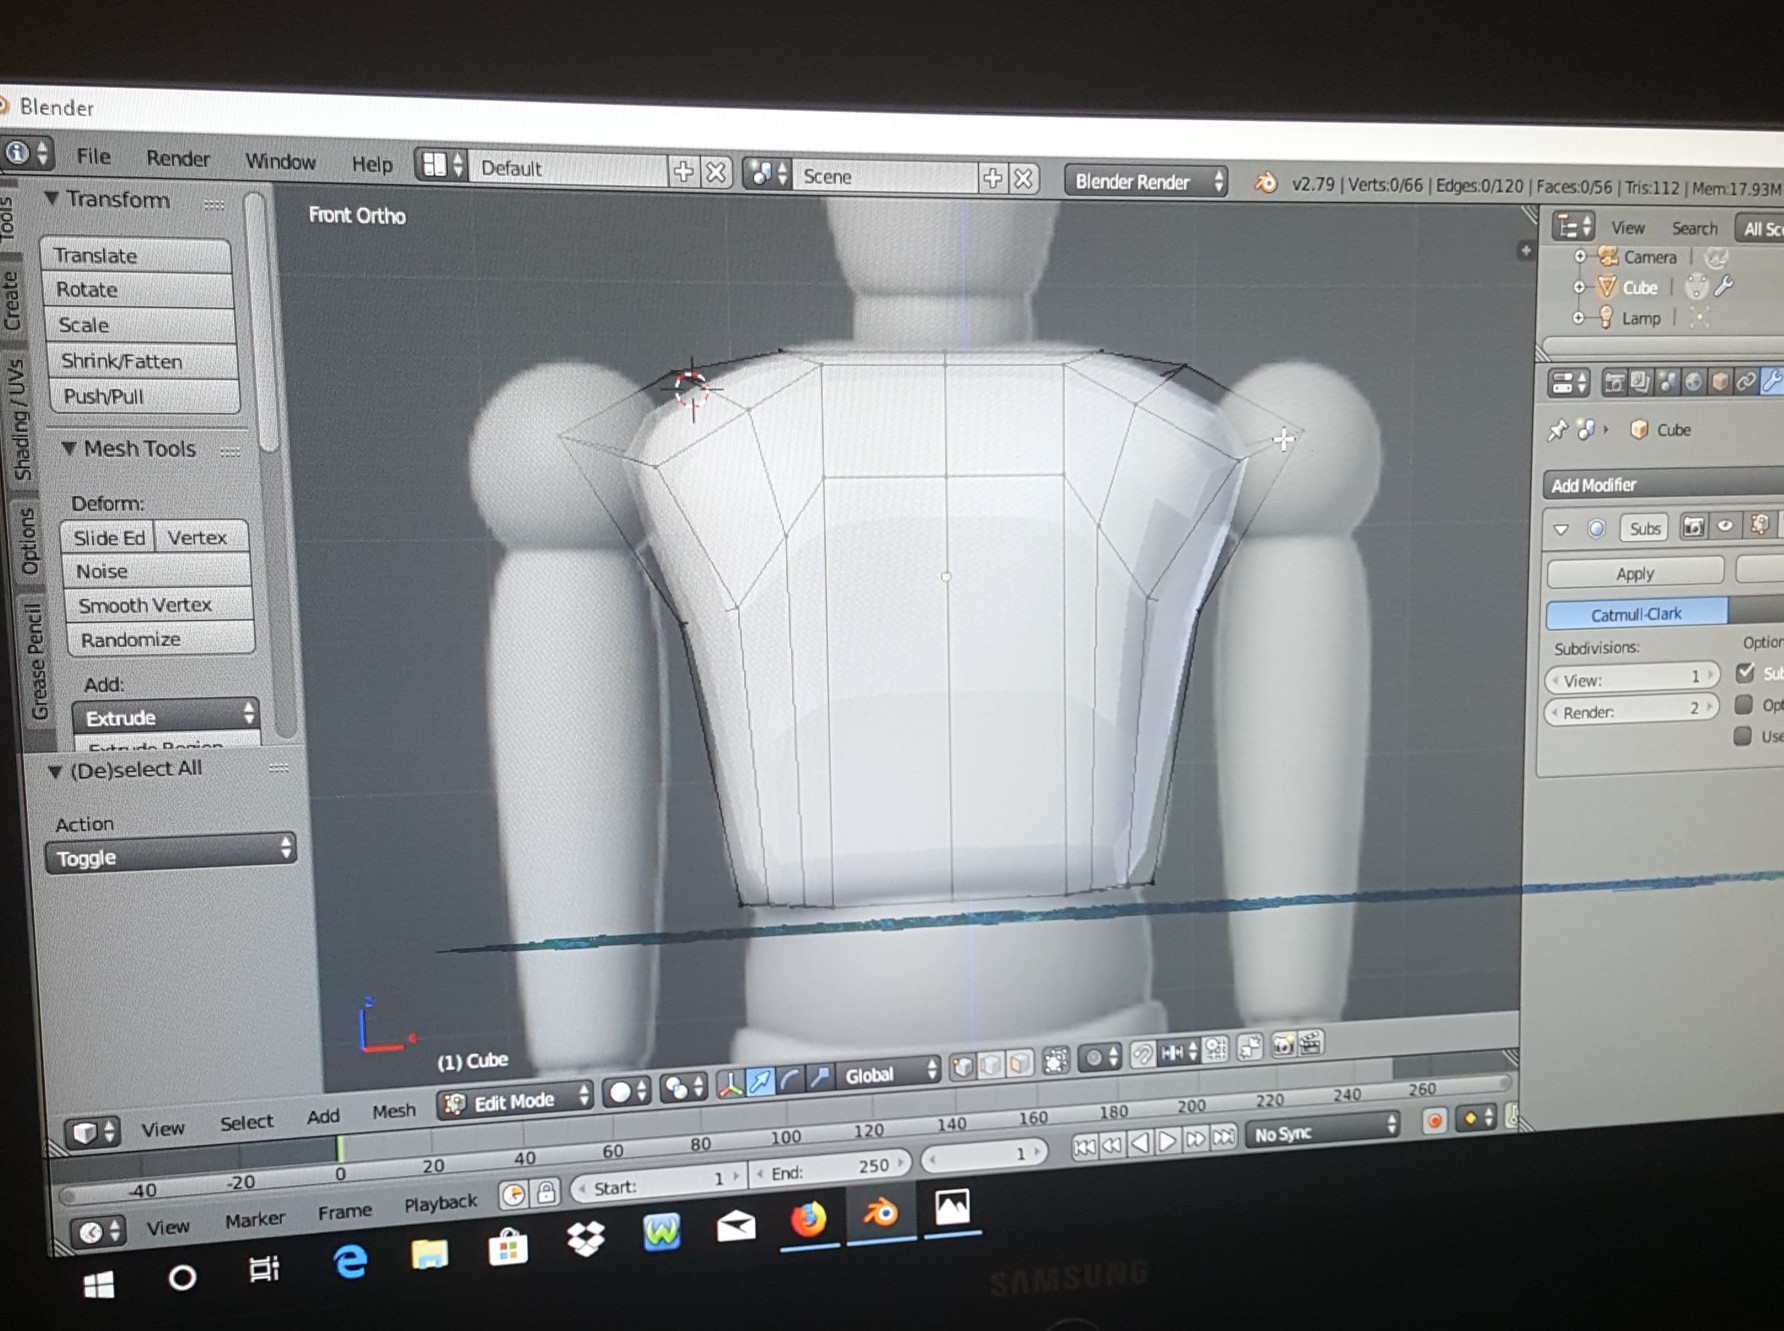 Blender
File Render Window Help Default Scene Blender Render v2.79 | Verts:0/66 | Edges:0/120 | Faces:0/56 | Tris:112 | Mem:17.93M
Tools
Create
Shading / UVs
Options
Grease Pencil
Transform
Translate
Rotate
Scale
Shrink/Fatten
Push/Pull
Mesh Tools
Deform:
Slide Ed Vertex
Noise
Smooth Vertex
Randomize
Add:
Extrude
Extrude Region
(De)select All
Action
Toggle
Front Ortho
(1) Cube
View Search All Sc
Camera
Cube
Lamp
Cube
Add Modifier
Subs
Apply
Catmull-Clark
Subdivisions:
View: 1
Render: 2
Option
Sub
Opt
Use
View Select Add Mesh Edit Mode Global
-40 -20 0 20 40 60 80 100 120 140 160 180 200 220 240 260
View Marker Frame Playback Start: 1 End: 250 1 No Sync
SAMSUNG